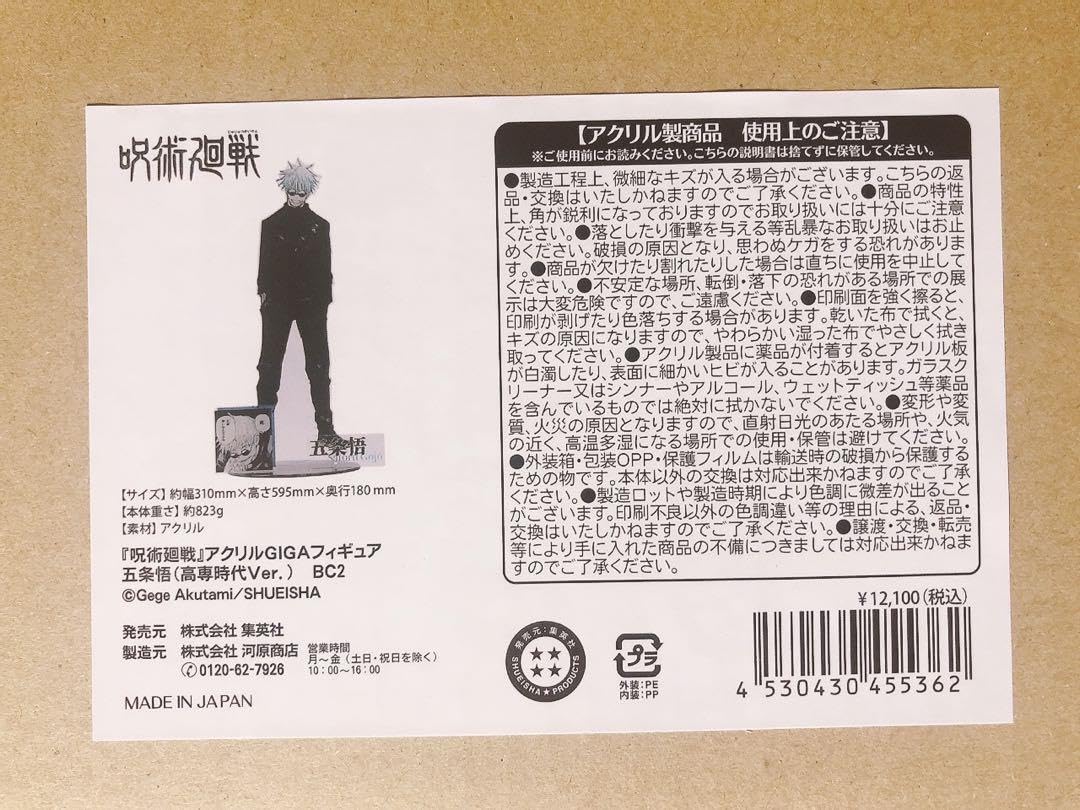 呪術廻戦
五条悟
Satoru Gojo
【サイズ】約幅310mm×高さ595mm×奥行180mm
【本体重さ】約823g
【素材】アクリル
『呪術廻戦』アクリルGIGAフィギュア
五条悟(高専時代Ver.) BC2
©Gege Akutami/SHUEISHA
発売元 株式会社 集英社
製造元 株式会社 河原商店
0120-62-7926
営業時間
月〜金(土日・祝日を除く)
10:00〜16:00
MADE IN JAPAN
【アクリル製商品 使用上のご注意】
※ご使用前にお読みください。こちらの説明書は捨てずに保管してください。
●製造工程上、微細なキズが入る場合がございます。こちらの返
品・交換はいたしかねますのでご了承ください。●商品の特性
上、角が鋭利になっておりますのでお取り扱いには十分にご注意
ください。●落としたり衝撃を与える等乱暴なお取り扱いはお止
めください。破損の原因となり、思わぬケガをする恐れがありま
す。●商品が欠けたり割れたりした場合は直ちに使用を中止して
ください。●不安定な場所、転倒・落下の恐れがある場所での展
示は大変危険ですので、ご遠慮ください。●印刷面を強く擦ると、
印刷が剥げたり色落ちする場合があります。乾いた布で拭くと、
キズの原因になりますので、やわらかい湿った布でやさしく拭き
取ってください。●アクリル製品に薬品が付着するとアクリル板
が白濁したり、表面に細かいヒビが入ることがあります。ガラスク
リーナー又はシンナーやアルコール、ウェットティッシュ等薬品
を含んでいるものでは絶対に拭かないでください。●変形や変
質、火災の原因となりますので、直射日光のあたる場所や、火気
の近く、高温多湿になる場所での使用・保管は避けてください。
●外装箱・包装OPP・保護フィルムは輸送時の破損から保護する
ための物です。本体以外の交換は対応出来かねますのでご了承
ください。●製造ロットや製造時期により色調に微差が出ること
がございます。印刷不良以外の色調違い等の理由による、返品・
交換はいたしかねますのでご了承ください。●譲渡・交換・転売
等により手に入れた商品の不備につきましては対応出来かねま
すのでご了承ください。
¥12,100(税込)
発売元:集英社
SHUEISHA★PRODUCTS
プラ
外装:PE
内装:PP
4 530430 455362